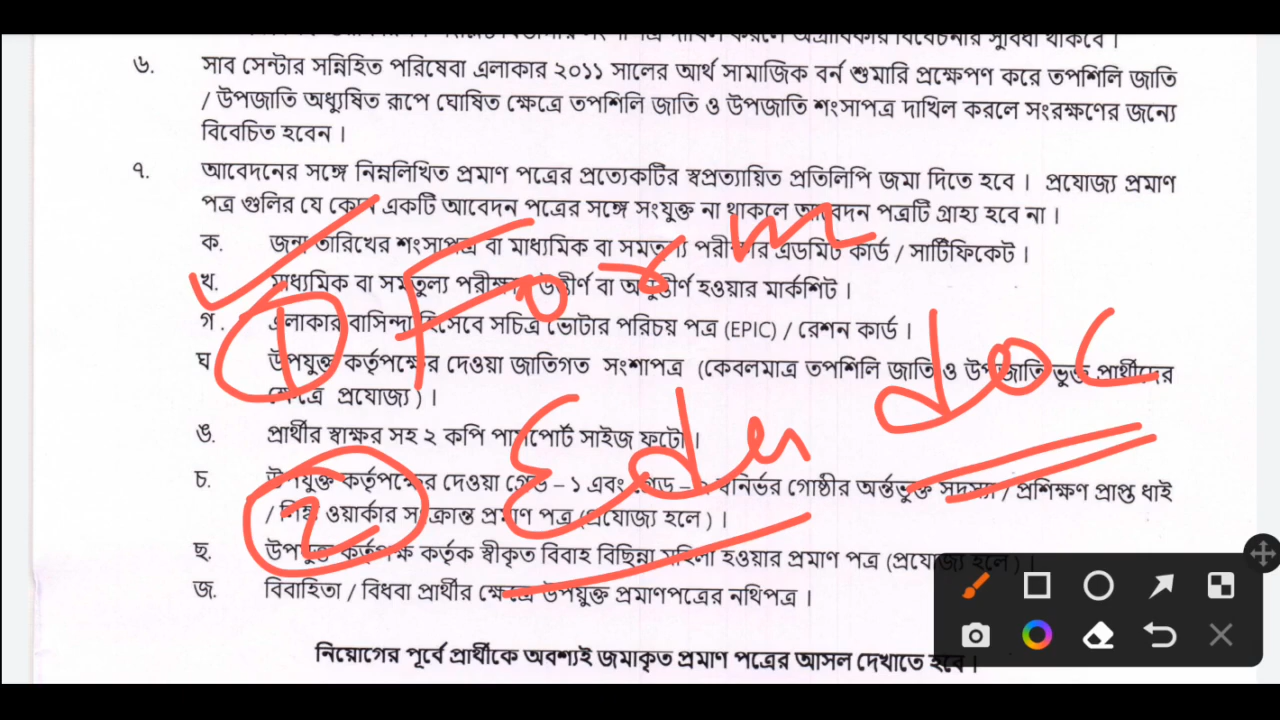 ৬. সাব সেন্টার সন্নিহিত পরিষেবা এলাকার ২০১১ সালের আর্থ সামাজিক বর্ন শুমারি প্রক্ষেপণ করে তপশিলি জাতি
/ উপজাতি অধ্যুষিত রূপে ঘোষিত ক্ষেত্রে তপশিলি জাতি ও উপজাতি শংসাপত্র দাখিল করলে সংরক্ষণের জন্যে
বিবেচিত হবেন ।
৭. আবেদনের সঙ্গে নিম্নলিখিত প্রমাণ পত্রের প্রত্যেকটির স্বপ্রত্যায়িত প্রতিলিপি জমা দিতে হবে । প্রযোজ্য প্রমাণ
পত্র গুলির যে কোন একটি আবেদন পত্রের সঙ্গে সংযুক্ত না থাকলে আবেদন পত্রটি গ্রাহ্য হবে না ।
ক. জন্ম তারিখের শংসাপত্র বা মাধ্যমিক বা সমতুল্য পরীক্ষার এডমিট কার্ড / সার্টিফিকেট ।
খ. মাধ্যমিক বা সমতুল্য পরীক্ষায় উত্তীর্ণ বা অনুত্তীর্ণ হওয়ার মার্কশিট ।
গ. এলাকার বাসিন্দা হিসেবে সচিত্র ভোটার পরিচয় পত্র (EPIC) / রেশন কার্ড ।
ঘ উপযুক্ত কর্তৃপক্ষের দেওয়া জাতিগত সংশাপত্র (কেবলমাত্র তপশিলি জাতি ও উপজাতি ভুক্ত প্রার্থীদের
ক্ষেত্রে প্রযোজ্য) ।
ঙ. প্রার্থীর স্বাক্ষর সহ ২ কপি পাসপোর্ট সাইজ ফটো ।
চ. উপযুক্ত কর্তৃপক্ষের দেওয়া গ্রেড – ১ এবং গ্রেড – ২ স্বনির্ভর গোষ্ঠীর অর্ন্তভুক্ত সদস্যা / প্রশিক্ষণ প্রাপ্ত ধাই
/ লিঙ্ক ওয়ার্কার সংক্রান্ত প্রমাণ পত্র (প্রযোজ্য হলে) ।
ছ. উপযুক্ত কর্তৃপক্ষ কর্তৃক স্বীকৃত বিবাহ বিছিন্না মহিলা হওয়ার প্রমাণ পত্র (প্রযোজ্য হলে) ।
জ. বিবাহিতা / বিধবা প্রার্থীর ক্ষেত্রে উপযুক্ত প্রমাণপত্রের নথিপত্র ।
নিয়োগের পূর্বে প্রার্থীকে অবশ্যই জমাকৃত প্রমাণ পত্রের আসল দেখাতে হবে ।
1 Form
2 Edu doc